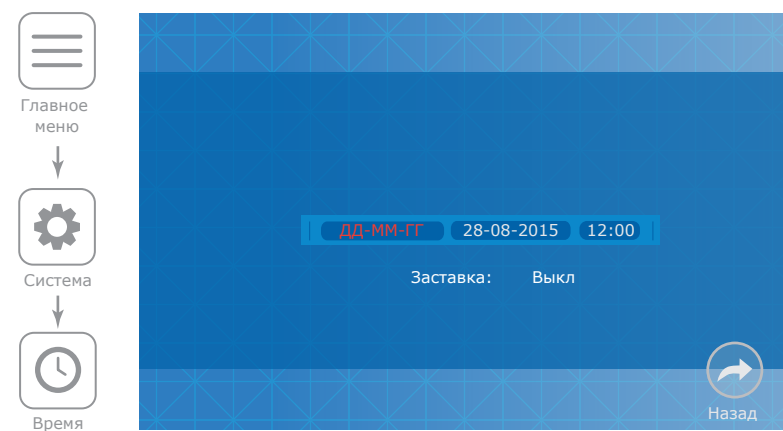 Главное
меню
Система
Время
ДД-ММ-ГГ 28-08-2015 12:00
Заставка: Выкл
Назад